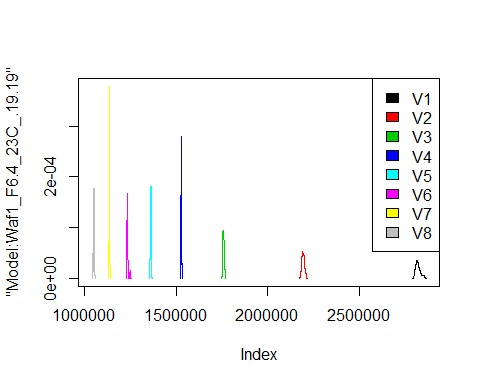 "Model:Waf1_F6.4_23C_.19.19"
2e-04
0e+00
1000000 1500000 2000000 2500000
Index
V1
V2
V3
V4
V5
V6
V7
V8